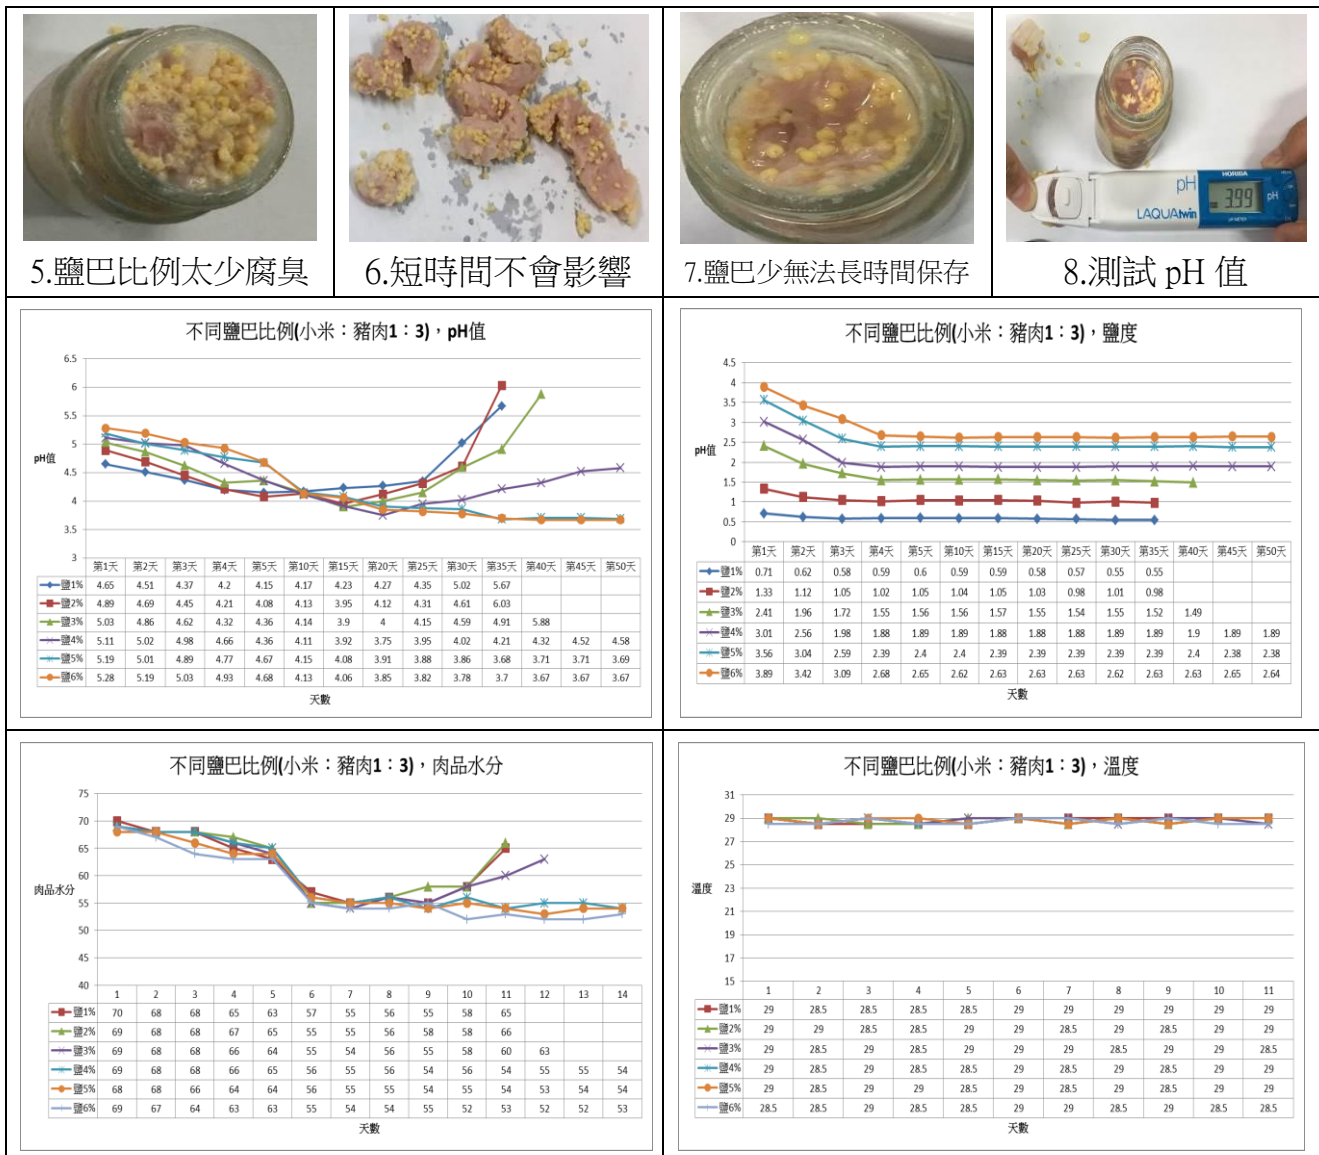 HORIBA
pH
3.99
pH
LAQUAtwin
5.鹽巴比例太少腐臭
6.短時間不會影響
7.鹽巴少無法長時間保存
8.測試 pH 值
不同鹽巴比例(小米：豬肉1：3)，pH值
6.5
6
5.5
5
4.5
4
3.5
3
pH值
第1天 第2天 第3天 第4天 第5天 第10天 第15天 第20天 第25天 第30天 第35天 第40天 第45天 第50天
鹽1% 4.65 4.51 4.37 4.2 4.15 4.17 4.23 4.27 4.35 5.02 5.67
鹽2% 4.89 4.69 4.45 4.21 4.08 4.13 3.95 4.12 4.31 4.61 6.03
鹽3% 5.03 4.86 4.62 4.32 4.36 4.14 3.9 4 4.15 4.59 4.91 5.88
鹽4% 5.11 5.02 4.98 4.66 4.36 4.11 3.92 3.75 3.95 4.02 4.21 4.32 4.52 4.58
鹽5% 5.19 5.01 4.89 4.77 4.67 4.15 4.08 3.91 3.88 3.86 3.68 3.71 3.71 3.69
鹽6% 5.28 5.19 5.03 4.93 4.68 4.13 4.06 3.85 3.82 3.78 3.7 3.67 3.67 3.67
天數
不同鹽巴比例(小米：豬肉1：3)，鹽度
4.5
4
3.5
3
2.5
2
1.5
1
0.5
0
pH值
第1天 第2天 第3天 第4天 第5天 第10天 第15天 第20天 第25天 第30天 第35天 第40天 第45天 第50天
鹽1% 0.71 0.62 0.58 0.59 0.6 0.59 0.59 0.58 0.57 0.55 0.55
鹽2% 1.33 1.12 1.05 1.02 1.05 1.04 1.05 1.03 0.98 1.01 0.98
鹽3% 2.41 1.96 1.72 1.55 1.56 1.56 1.57 1.55 1.54 1.55 1.52 1.49
鹽4% 3.01 2.56 1.98 1.88 1.89 1.89 1.88 1.88 1.88 1.89 1.89 1.9 1.89 1.89
鹽5% 3.56 3.04 2.59 2.39 2.4 2.4 2.39 2.39 2.39 2.39 2.39 2.4 2.38 2.38
鹽6% 3.89 3.42 3.09 2.68 2.65 2.62 2.63 2.63 2.63 2.62 2.63 2.63 2.65 2.64
天數
不同鹽巴比例(小米：豬肉1：3)，肉品水分
75
70
65
60
55
50
45
40
肉品水分
1 2 3 4 5 6 7 8 9 10 11 12 13 14
鹽1% 70 68 68 65 63 57 55 56 55 58 65
鹽2% 69 68 68 67 65 55 55 56 58 58 66
鹽3% 69 68 68 66 64 55 54 56 55 58 60 63
鹽4% 69 68 68 66 65 56 55 56 54 56 54 55 55 54
鹽5% 68 68 66 64 64 56 55 55 54 55 54 53 54 54
鹽6% 69 67 64 63 63 55 54 54 55 52 53 52 52 53
天數
不同鹽巴比例(小米：豬肉1：3)，溫度
31
29
27
25
23
21
19
17
15
溫度
1 2 3 4 5 6 7 8 9 10 11
鹽1% 29 28.5 28.5 28.5 28.5 29 29 29 29 29 29
鹽2% 29 29 28.5 28.5 29 29 28.5 29 28.5 29 29
鹽3% 29 28.5 29 28.5 29 29 29 28.5 29 29 28.5
鹽4% 29 28.5 29 28.5 28.5 29 28.5 29 28.5 29 29
鹽5% 29 28.5 29 29 28.5 29 28.5 29 28.5 29 29
鹽6% 28.5 28.5 29 28.5 28.5 29 29 28.5 29 28.5 28.5
天數